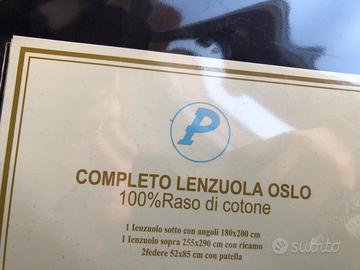 P
COMPLETO LENZUOLA OSLO
100%Raso di cotone
1 lenzuolo sotto con angoli 180x200 cm
1 lenzuolo sopra 255x290 cm con ricamo
2federe 52x85 cm con patella
subito